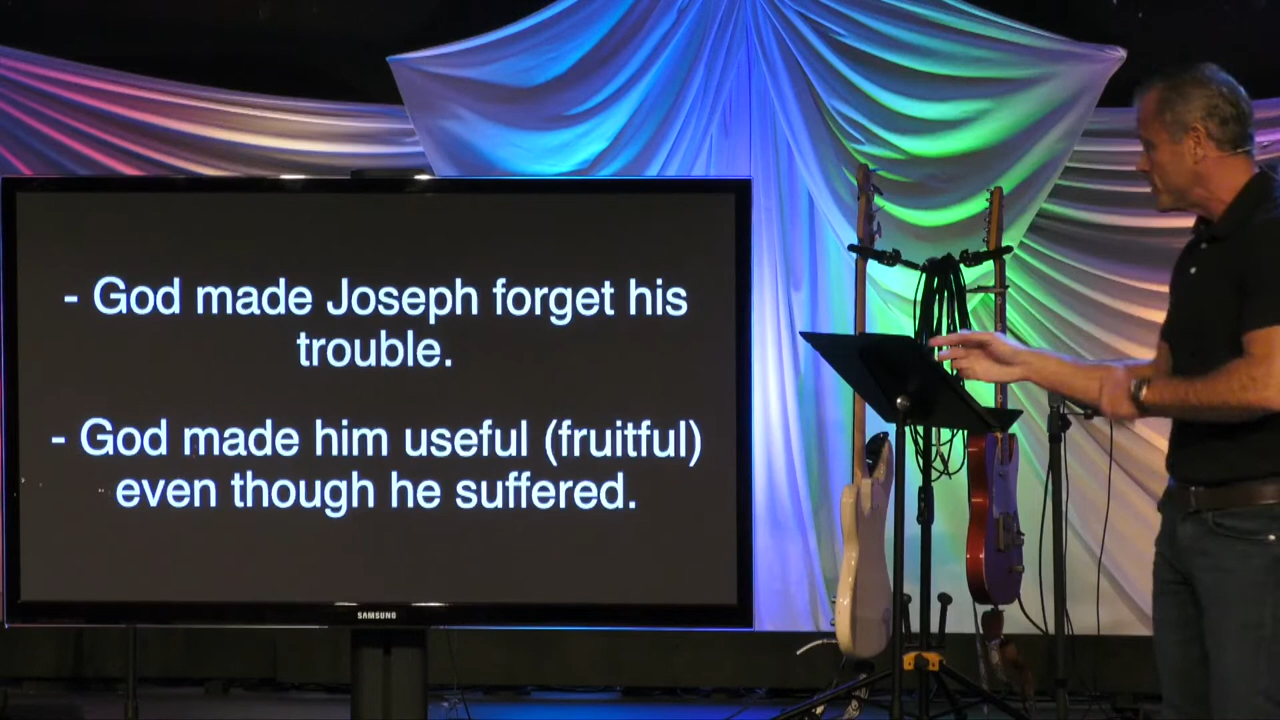 - God made Joseph forget his
trouble.
- God made him useful (fruitful)
even though he suffered.
SAMSUNG